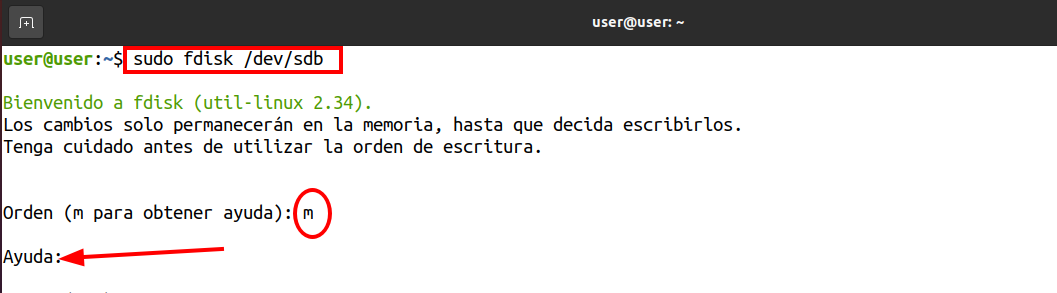 user@user: ~
user@user:~$ sudo fdisk /dev/sdb
Bienvenido a fdisk (util-linux 2.34).
Los cambios solo permanecerán en la memoria, hasta que decida escribirlos.
Tenga cuidado antes de utilizar la orden de escritura.
Orden (m para obtener ayuda): m
Ayuda: